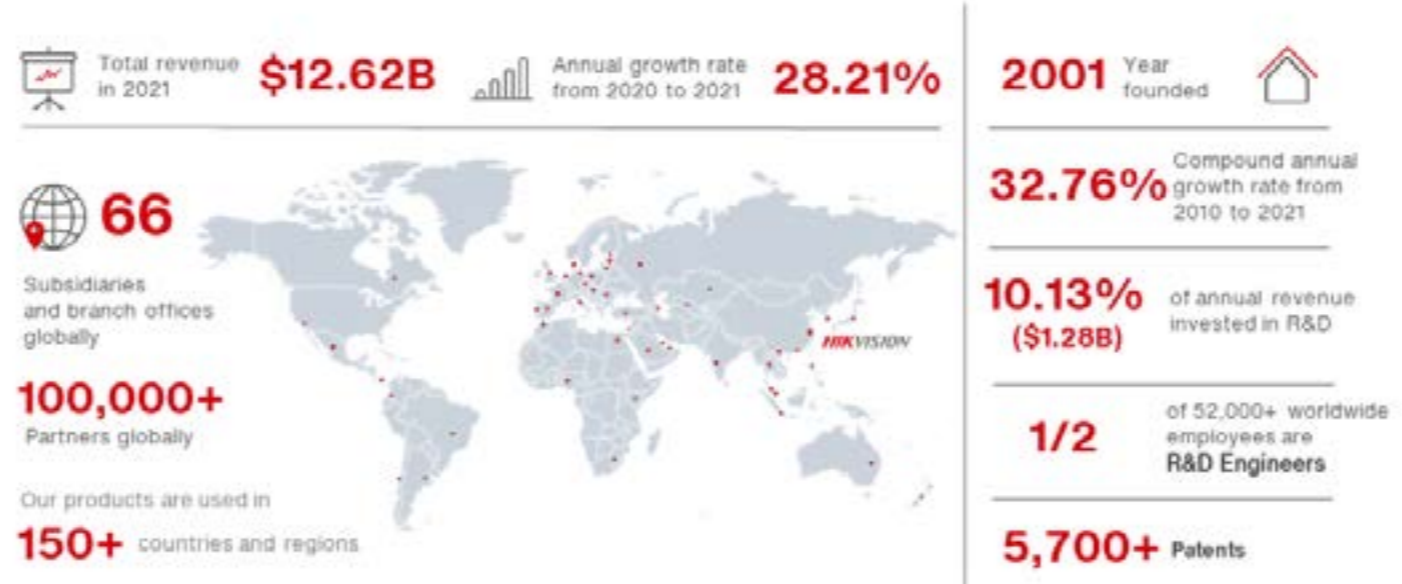 Total revenue
in 2021
$12.62B
Annual growth rate
from 2020 to 2021
28.21%
66
Subsidiaries
and branch offices
globally
100,000+
Partners globally
Our products are used in
150+ countries and regions
HIKVISION
2001
Year
founded
32.76%
Compound annual
growth rate from
2010 to 2021
10.13%
($1.28B)
of annual revenue
invested in R&D
1/2
of 52,000+ worldwide
employees are
R&D Engineers
5,700+ Patents